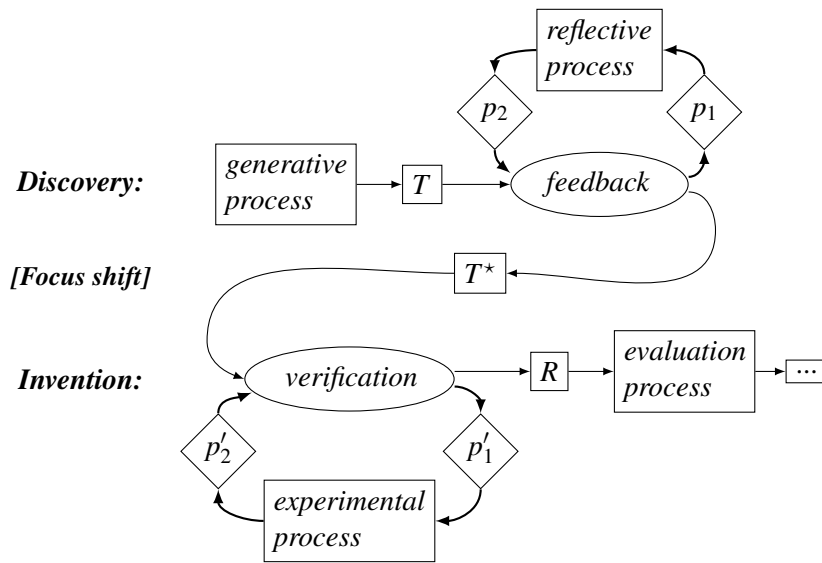 reflective
process
p₂
p₁
Discovery:
generative
process
T
feedback
[Focus shift]
T⋆
Invention:
verification
R
evaluation
process
...
p′₂
p′₁
experimental
process